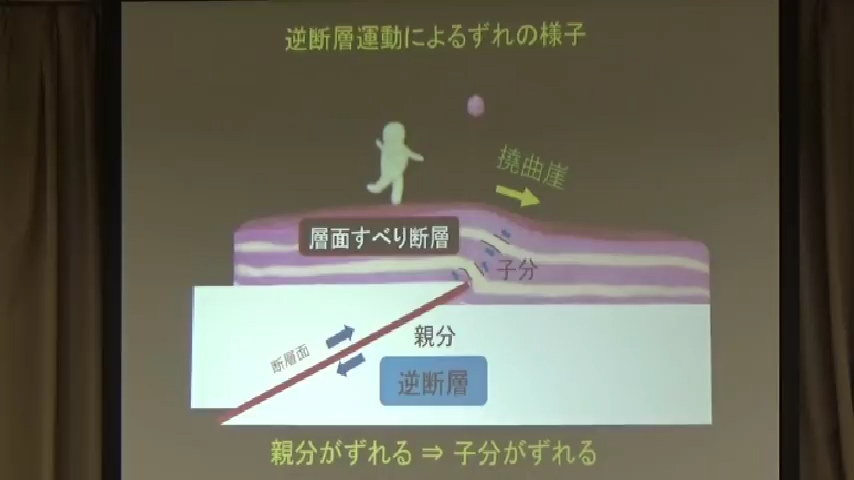 逆断層運動によるずれの様子
撓曲崖
層面すべり断層
子分
親分
断層面
逆断層
親分がずれる ⇒ 子分がずれる